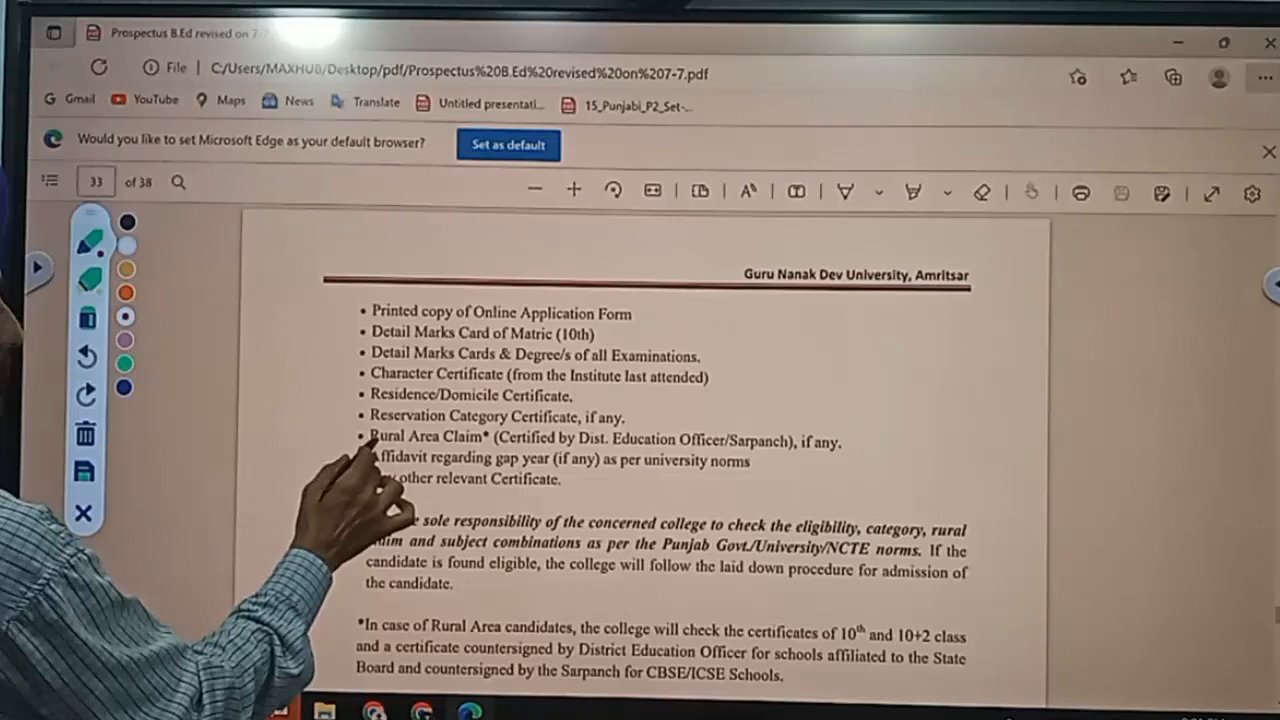 Prospectus B.Ed revised on 7-7
File | C:/Users/MAXHUB/Desktop/pdf/Prospectus%20B.Ed%20revised%20on%207-7.pdf
Gmail YouTube Maps News Translate Untitled presentati... 15_Punjabi_P2_Set-...
Would you like to set Microsoft Edge as your default browser? Set as default
33 of 38
Guru Nanak Dev University, Amritsar
• Printed copy of Online Application Form
• Detail Marks Card of Matric (10th)
• Detail Marks Cards & Degree/s of all Examinations.
• Character Certificate (from the Institute last attended)
• Residence/Domicile Certificate.
• Reservation Category Certificate, if any.
• Rural Area Claim* (Certified by Dist. Education Officer/Sarpanch), if any.
Affidavit regarding gap year (if any) as per university norms
other relevant Certificate.
sole responsibility of the concerned college to check the eligibility, category, rural
and subject combinations as per the Punjab Govt./University/NCTE norms. If the
candidate is found eligible, the college will follow the laid down procedure for admission of
the candidate.
*In case of Rural Area candidates, the college will check the certificates of 10th and 10+2 class
and a certificate countersigned by District Education Officer for schools affiliated to the State
Board and countersigned by the Sarpanch for CBSE/ICSE Schools.